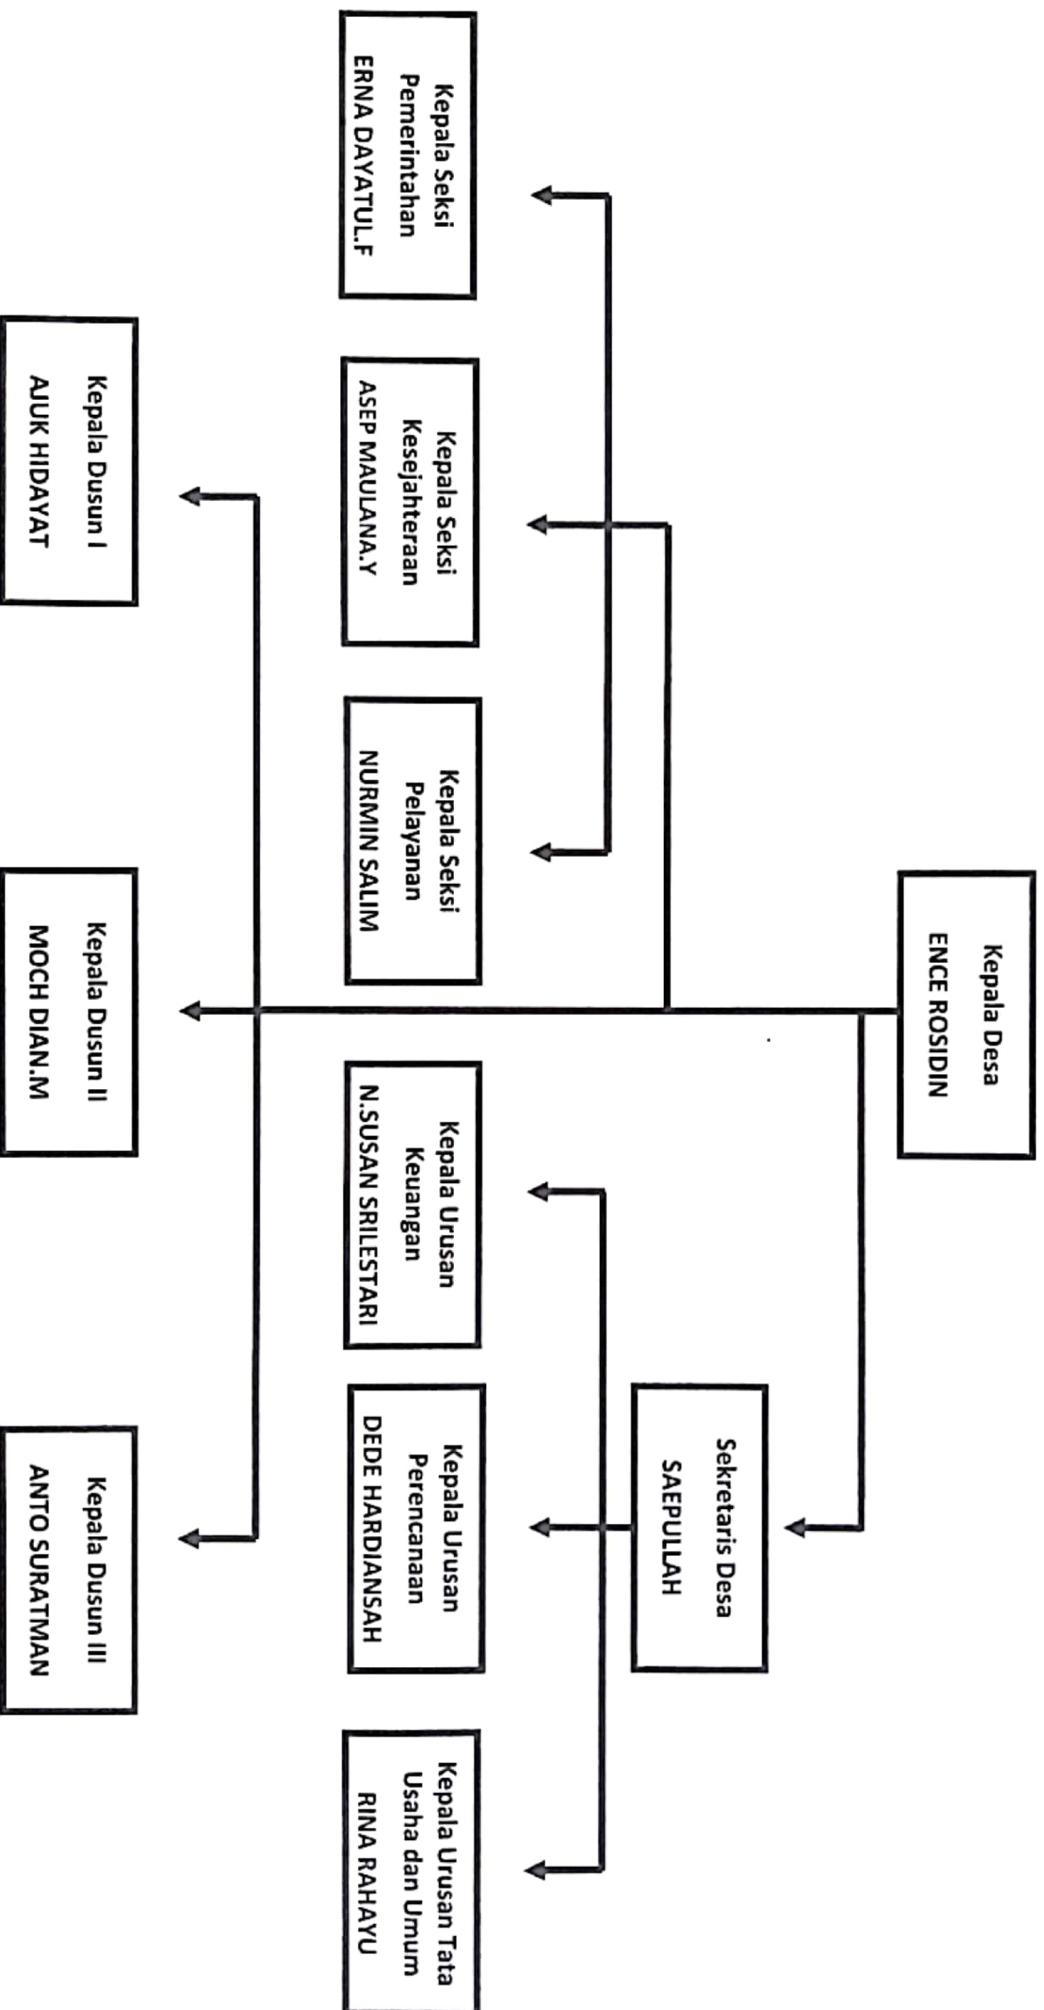 Kepala Desa
ENCE ROSIDIN
Sekretaris Desa
SAEPULLAH
Kepala Seksi
Pemerintahan
ERNA DAYATUL.F
Kepala Seksi
Kesejahteraan
ASEP MAULANA.Y
Kepala Seksi
Pelayanan
NURMIN SALIM
Kepala Urusan
Keuangan
N.SUSAN SRILESTARI
Kepala Urusan
Perencanaan
DEDE HARDIANSAH
Kepala Urusan Tata
Usaha dan Umum
RINA RAHAYU
Kepala Dusun I
AJUK HIDAYAT
Kepala Dusun II
MOCH DIAN.M
Kepala Dusun III
ANTO SURATMAN